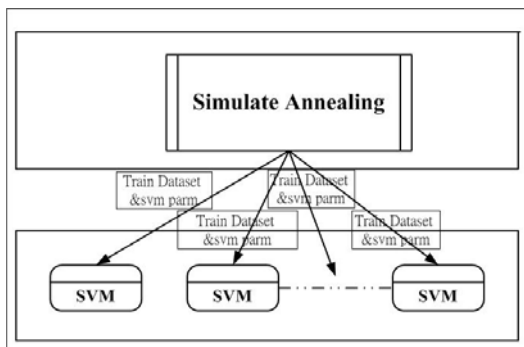 Simulate Annealing
Train Dataset
&svm parm
Train Dataset
&svm parm
Train Dataset
&svm parm
Train Dataset
&svm parm
SVM
SVM
SVM